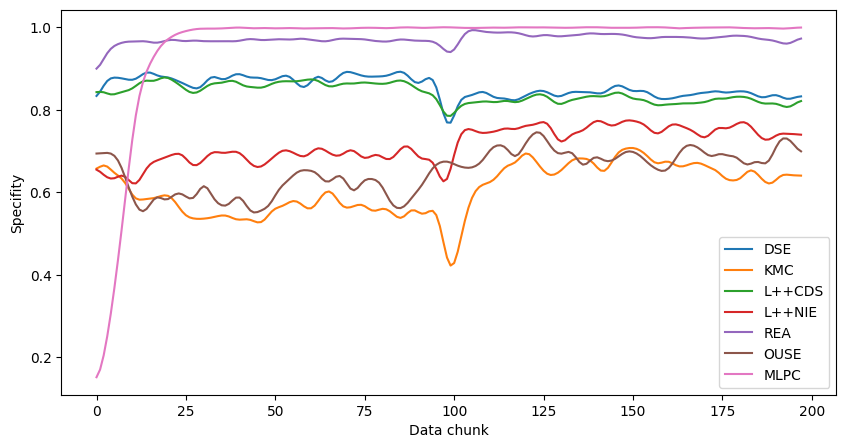 1.0
0.8
0.6
0.4
0.2
Specifity
0
25
50
75
100
125
150
175
200
Data chunk
DSE
KMC
L++CDS
L++NIE
REA
OUSE
MLPC